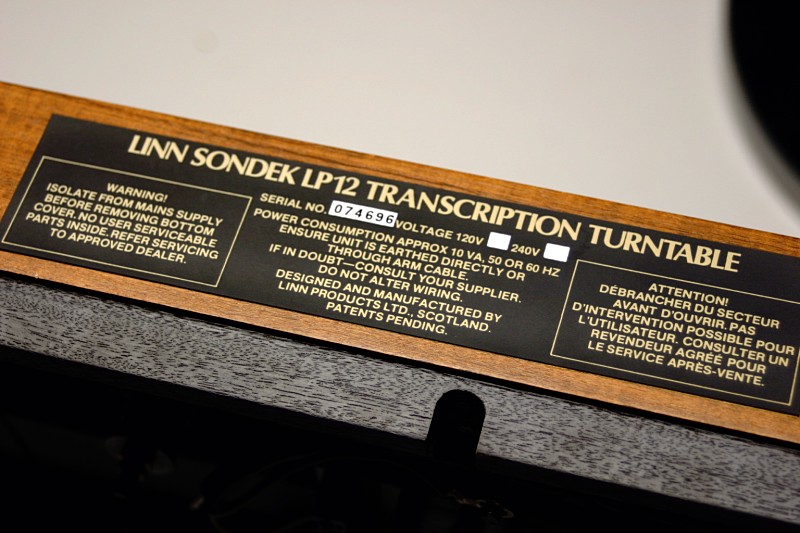 LINN SONDEK LP12 TRANSCRIPTION TURNTABLE
WARNING!
ISOLATE FROM MAINS SUPPLY
BEFORE REMOVING BOTTOM
COVER. NO USER SERVICEABLE
PARTS INSIDE. REFER SERVICING
TO APPROVED DEALER.
SERIAL NO. 074696 VOLTAGE 120V 240V
POWER CONSUMPTION APPROX 10 VA, 50 OR 60 HZ
ENSURE UNIT IS EARTHED DIRECTLY OR
THROUGH ARM CABLE
IF IN DOUBT—CONSULT YOUR SUPPLIER.
DO NOT ALTER WIRING.
DESIGNED AND MANUFACTURED BY
LINN PRODUCTS LTD., SCOTLAND.
PATENTS PENDING.
ATTENTION!
DÉBRANCHER DU SECTEUR
AVANT D'OUVRIR. PAS
D'INTERVENTION POSSIBLE POUR
L'UTILISATEUR. CONSULTER UN
REVENDEUR AGRÉÉ POUR
LE SERVICE APRÈS-VENTE.